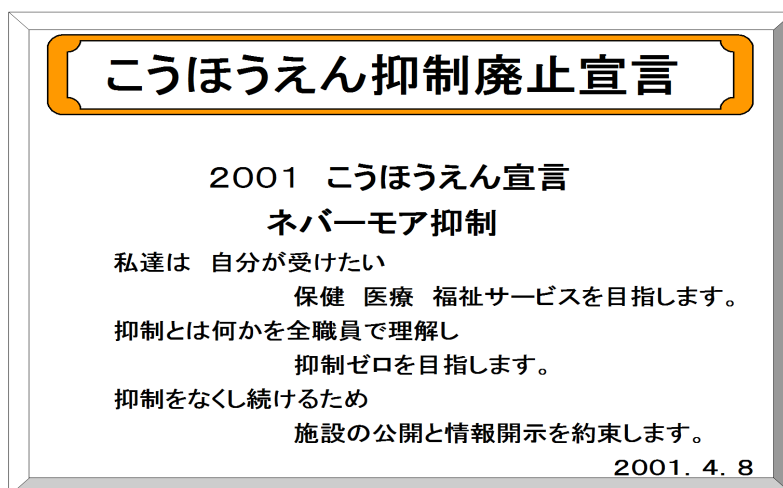 こうほうえん抑制廃止宣言
2001 こうほうえん宣言
ネバーモア抑制
私達は 自分が受けたい
保健 医療 福祉サービスを目指します。
抑制とは何かを全職員で理解し
抑制ゼロを目指します。
抑制をなくし続けるため
施設の公開と情報開示を約束します。
2001. 4. 8